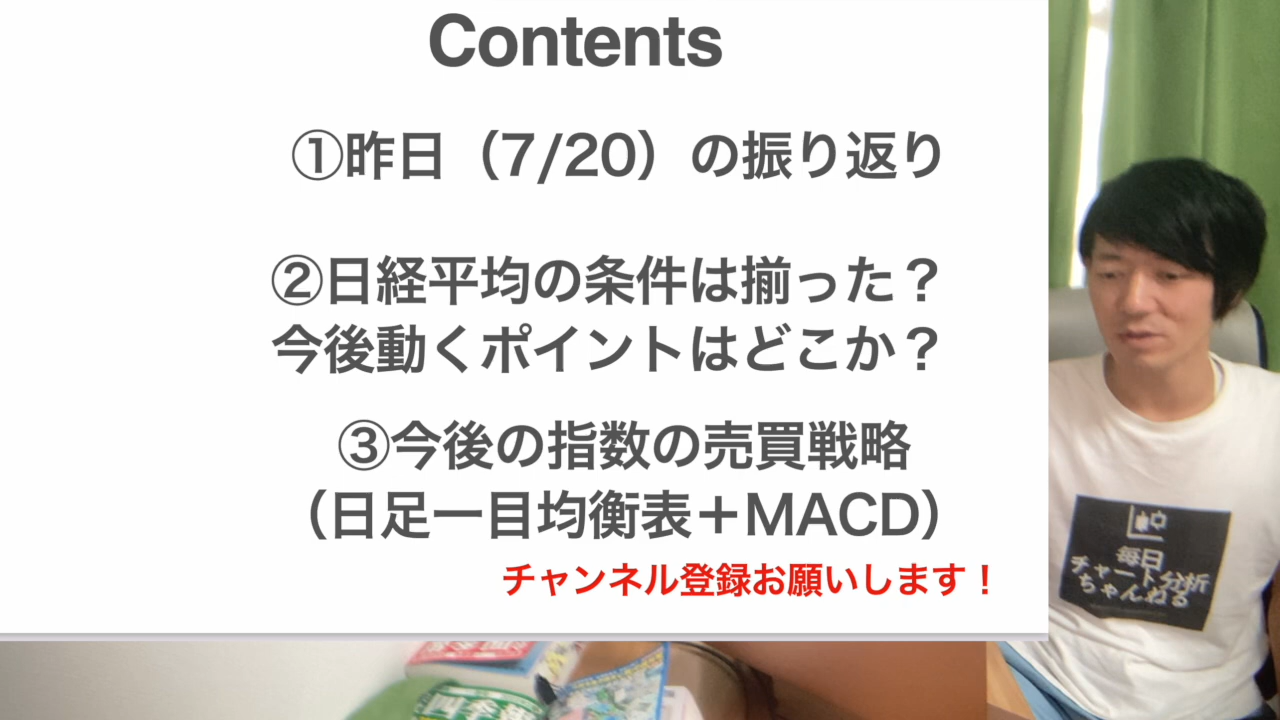 Contents
①昨日（7/20）の振り返り
②日経平均の条件は揃った？
今後動くポイントはどこか？
③今後の指数の売買戦略
（日足一目均衡表＋MACD）
チャンネル登録お願いします！
毎日
チャート分析
ちゃんねる